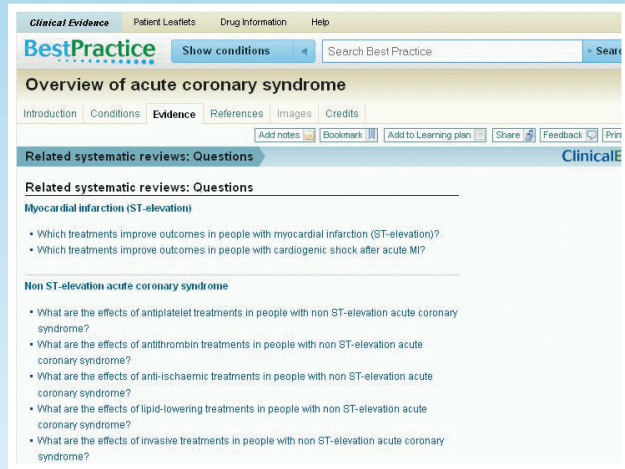 Clinical Evidence Patient Leaflets Drug Information Help
BestPractice Show conditions Search Best Practice
Overview of acute coronary syndrome
Introduction Conditions Evidence References Images Credits
Add notes Bookmark Add to Learning plan Share Feedback
Related systematic reviews: Questions
Related systematic reviews: Questions
Myocardial infarction (ST-elevation)
• Which treatments improve outcomes in people with myocardial infarction (ST-elevation)?
• Which treatments improve outcomes in people with cardiogenic shock after acute MI?
Non ST-elevation acute coronary syndrome
• What are the effects of antiplatelet treatments in people with non ST-elevation acute coronary
syndrome?
• What are the effects of antithrombin treatments in people with non ST-elevation acute
coronary syndrome?
• What are the effects of anti-ischaemic treatments in people with non ST-elevation acute
coronary syndrome?
• What are the effects of lipid-lowering treatments in people with non ST-elevation acute
coronary syndrome?
• What are the effects of invasive treatments in people with non ST-elevation acute coronary
syndrome?